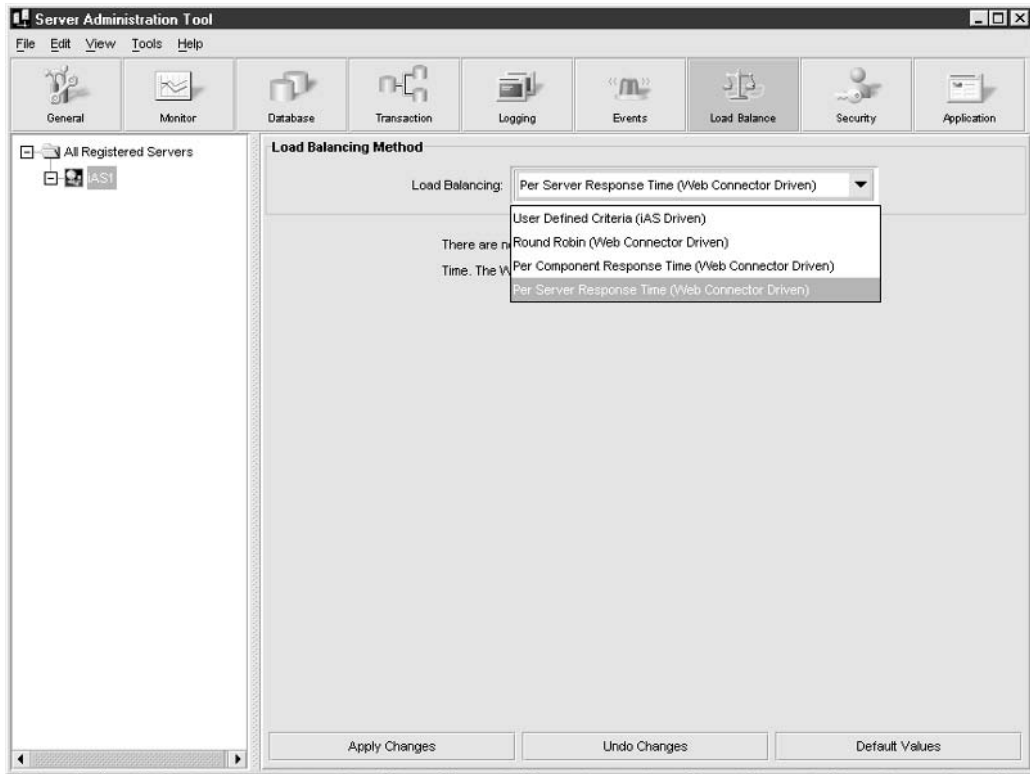 Server Administration Tool
File Edit View Tools Help
General Monitor Database Transaction Logging Events Load Balance Security Application
All Registered Servers
iAS1
Load Balancing Method
Load Balancing: Per Server Response Time (Web Connector Driven)
User Defined Criteria (iAS Driven)
Round Robin (Web Connector Driven)
Per Component Response Time (Web Connector Driven)
Per Server Response Time (Web Connector Driven)
There are
Time. The
Apply Changes Undo Changes Default Values